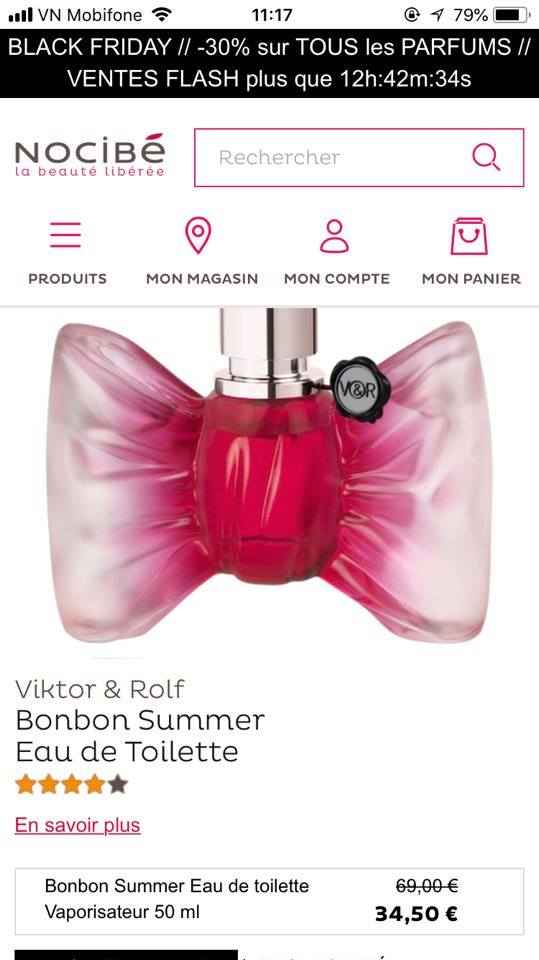 VN Mobifone 11:17 79%
BLACK FRIDAY // -30% sur TOUS les PARFUMS //
VENTES FLASH plus que 12h:42m:34s
NOCIBÉ
la beauté libérée
Rechercher
PRODUITS MON MAGASIN MON COMPTE MON PANIER
V&R
Viktor & Rolf
Bonbon Summer
Eau de Toilette
En savoir plus
Bonbon Summer Eau de toilette 69,00 €
Vaporisateur 50 ml 34,50 €